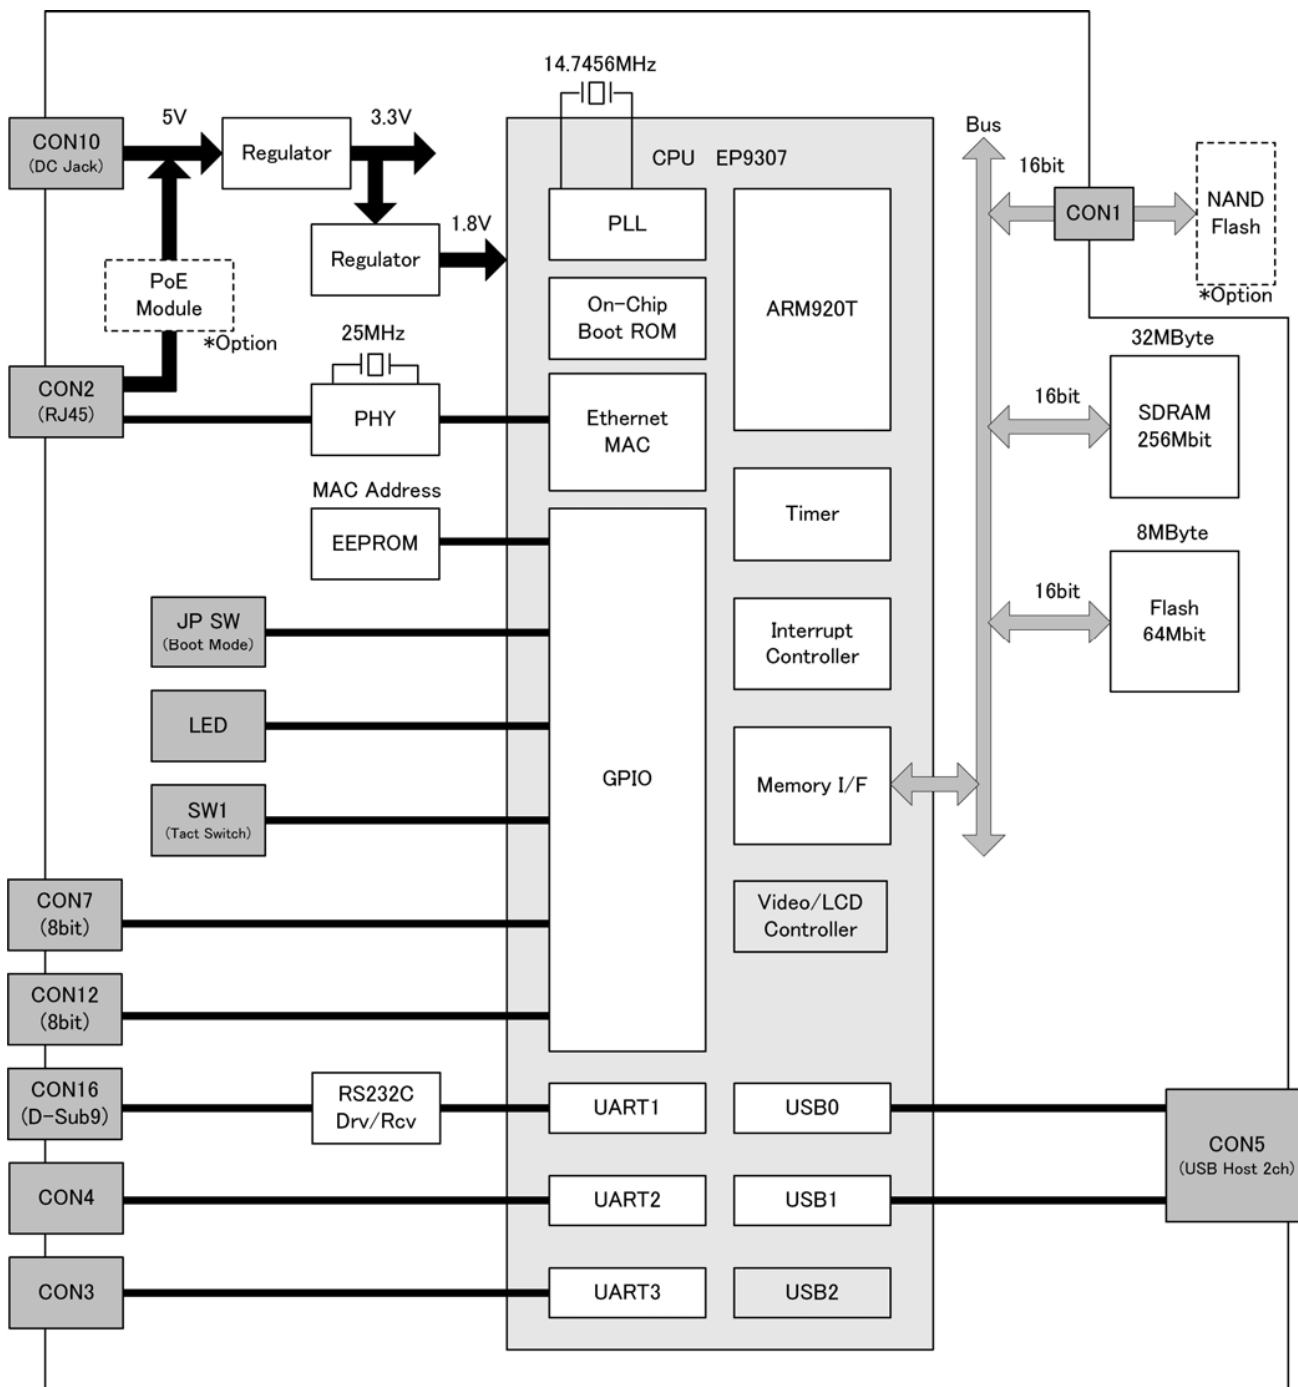 14.7456MHz
CON10
(DC Jack)
5V
Regulator
3.3V
CPU EP9307
Bus
16bit
CON1
NAND
Flash
*Option
PLL
1.8V
Regulator
PoE
Module
*Option
On-Chip
Boot ROM
ARM920T
25MHz
CON2
(RJ45)
PHY
Ethernet
MAC
32MByte
16bit
SDRAM
256Mbit
MAC Address
EEPROM
Timer
8MByte
16bit
Flash
64Mbit
JP SW
(Boot Mode)
Interrupt
Controller
LED
GPIO
Memory I/F
SW1
(Tact Switch)
CON7
(8bit)
Video/LCD
Controller
CON12
(8bit)
CON16
(D-Sub9)
RS232C
Drv/Rcv
UART1
USB0
CON5
(USB Host 2ch)
CON4
UART2
USB1
CON3
UART3
USB2